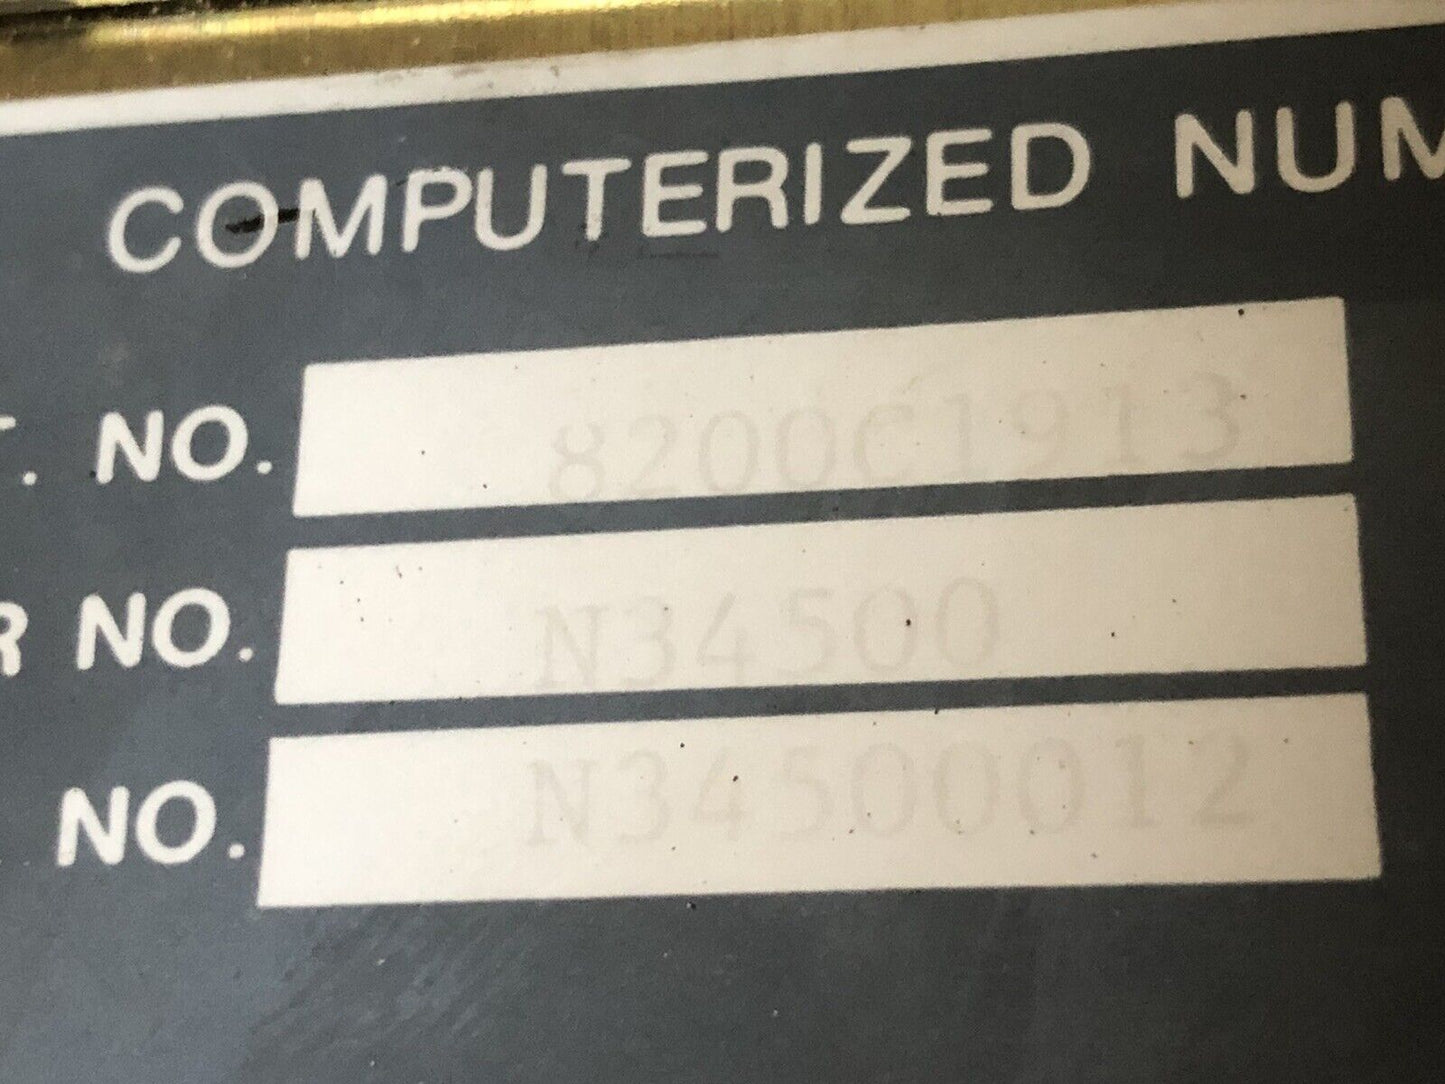 COMPUTERIZED NUM
T. NO. 8200C1913
R NO. N34500
NO. N34500012